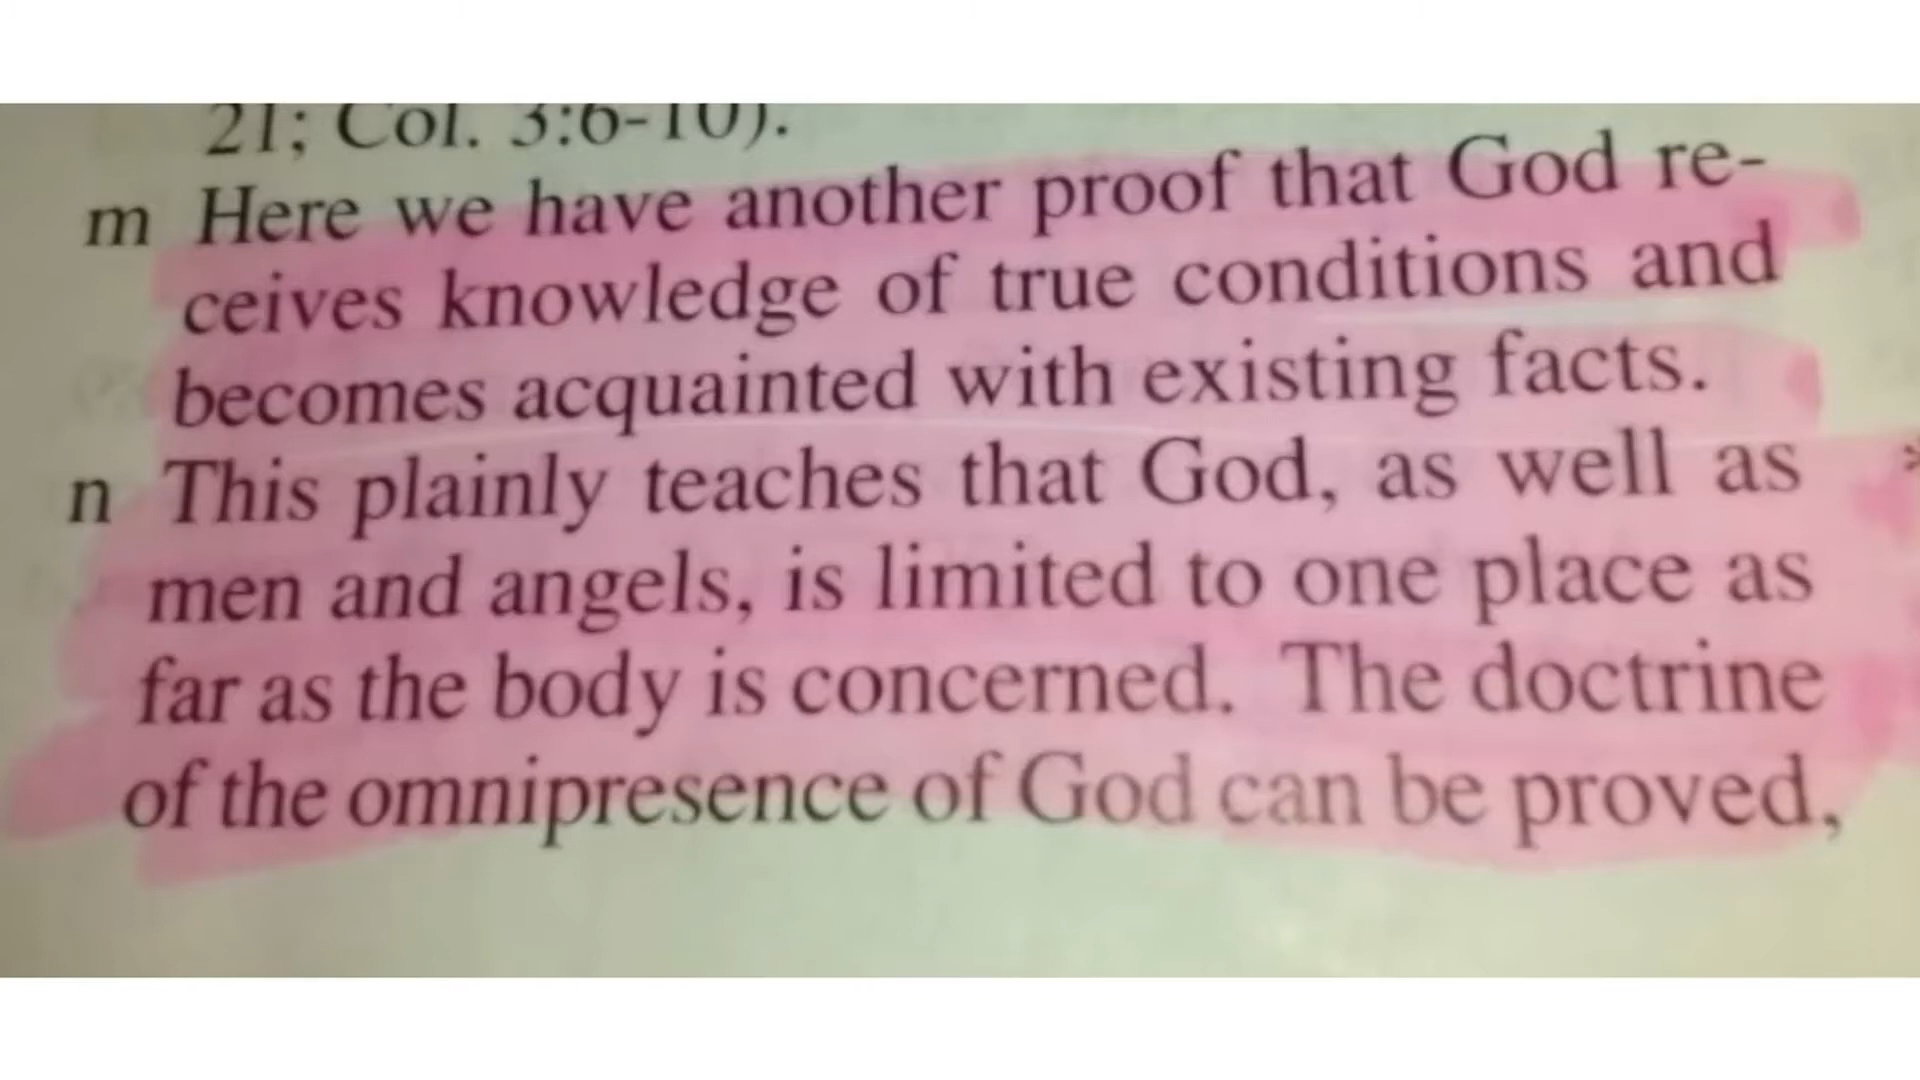 21; Col. 3:6-10).
m Here we have another proof that God re-
ceives knowledge of true conditions and
becomes acquainted with existing facts.
n This plainly teaches that God, as well as
men and angels, is limited to one place as
far as the body is concerned. The doctrine
of the omnipresence of God can be proved,